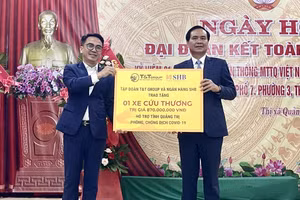 NGÀY H
ĐẠI ĐOÀN KẾT TOÀN
THỐNG MTTQ VIỆT
PHỐ 7, PHƯỜNG 3, T
Thị xã Quảng
T&T GROUP
SHB
TẬP ĐOÀN T&T GROUP VÀ NGÂN HÀNG SHB
TRAO TẶNG
01 XE CỨU THƯƠNG
TRỊ GIÁ 870.000.000 VNĐ
HỖ TRỢ TỈNH QUẢNG TRỊ
PHÒNG, CHỐNG DỊCH COVID 19